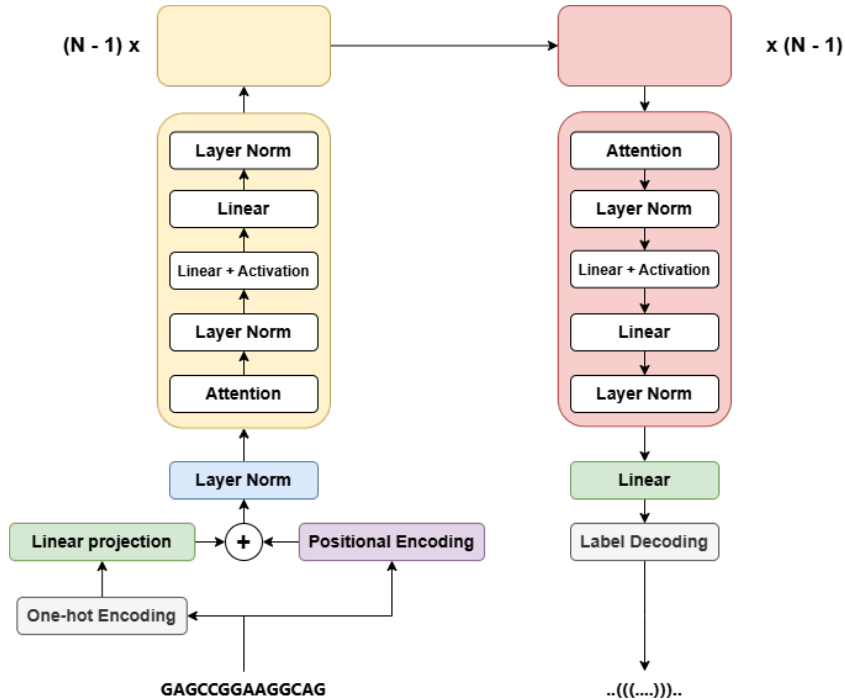 (N - 1) x
x (N - 1)
Layer Norm
Linear
Linear + Activation
Layer Norm
Attention
Layer Norm
Linear projection
+
Positional Encoding
One-hot Encoding
GAGCCGGAAGGCAG
Attention
Layer Norm
Linear + Activation
Linear
Layer Norm
Linear
Label Decoding
..(((....)))..